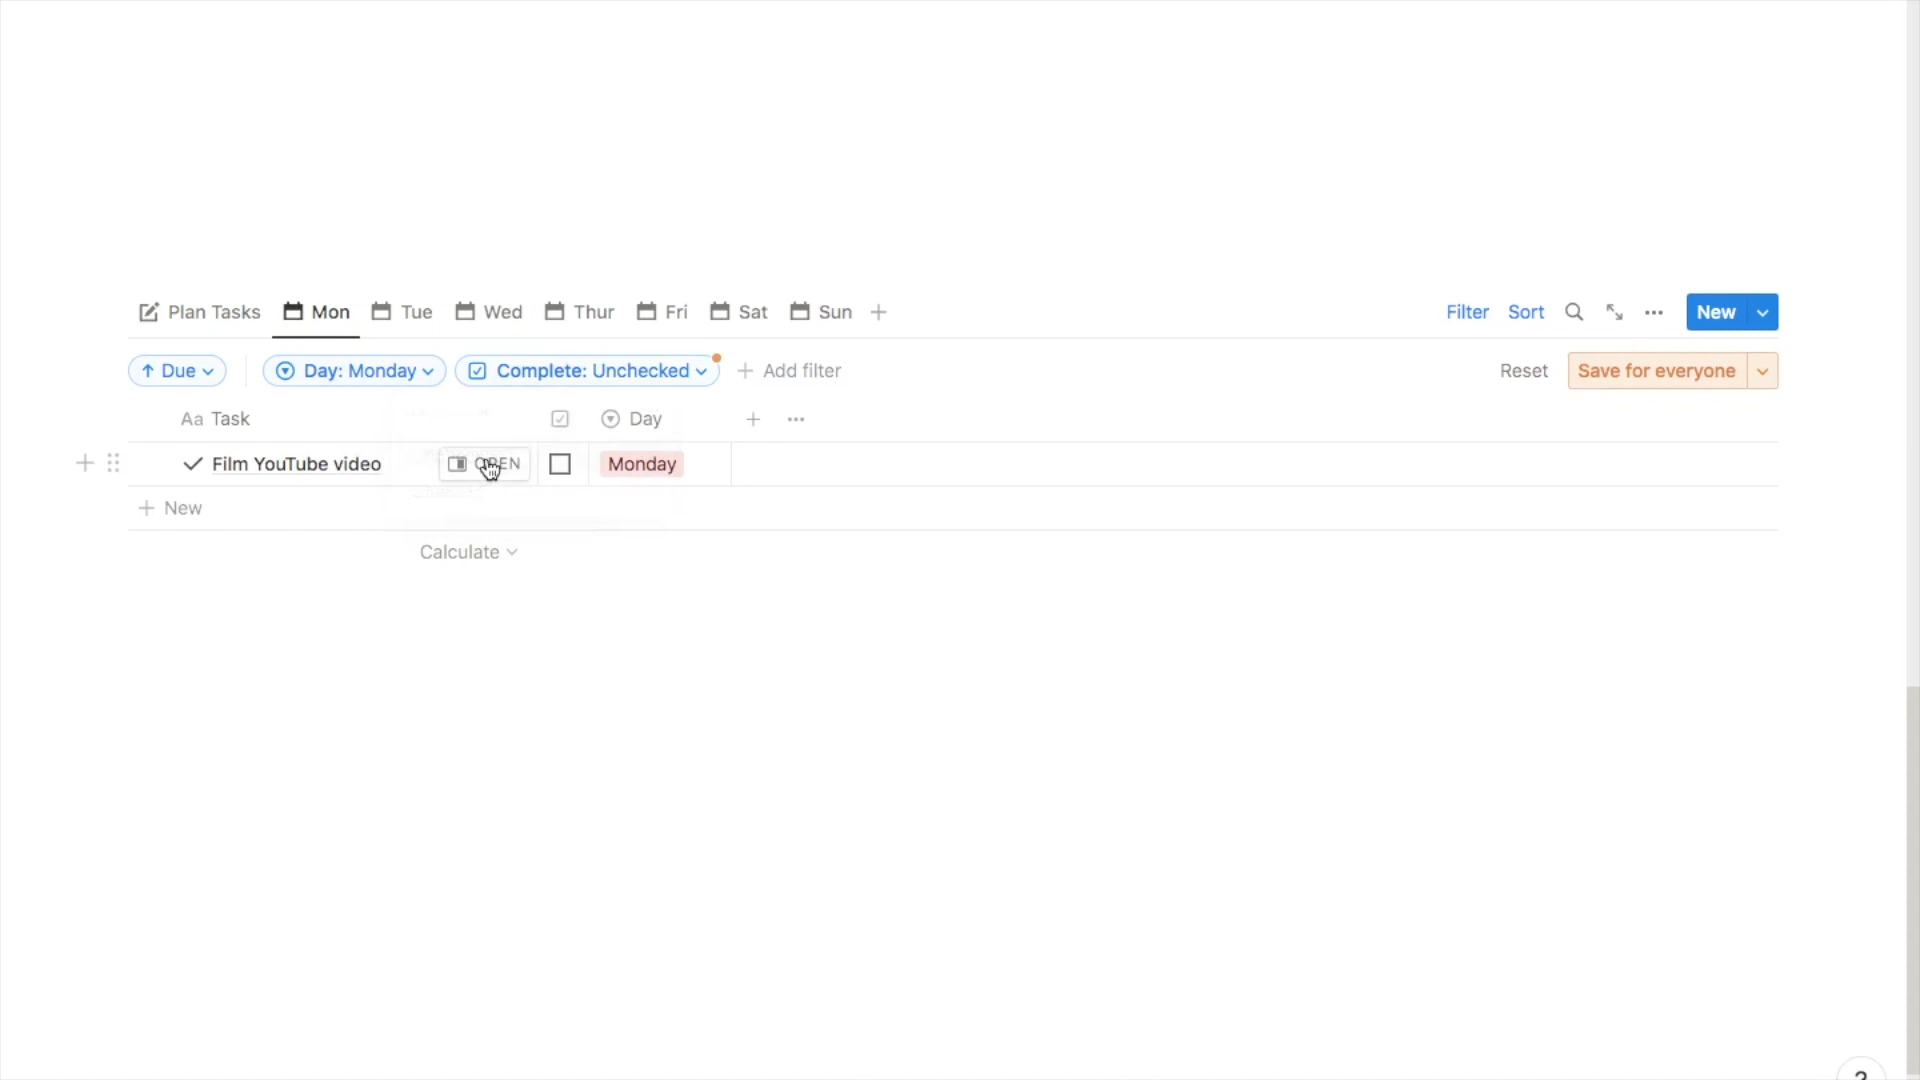 Plan Tasks Mon Tue Wed Thur Fri Sat Sun Filter Sort New
Due Day: Monday Complete: Unchecked Add filter Reset Save for everyone
Aa Task Day
Film YouTube video OPEN Monday
New
Calculate